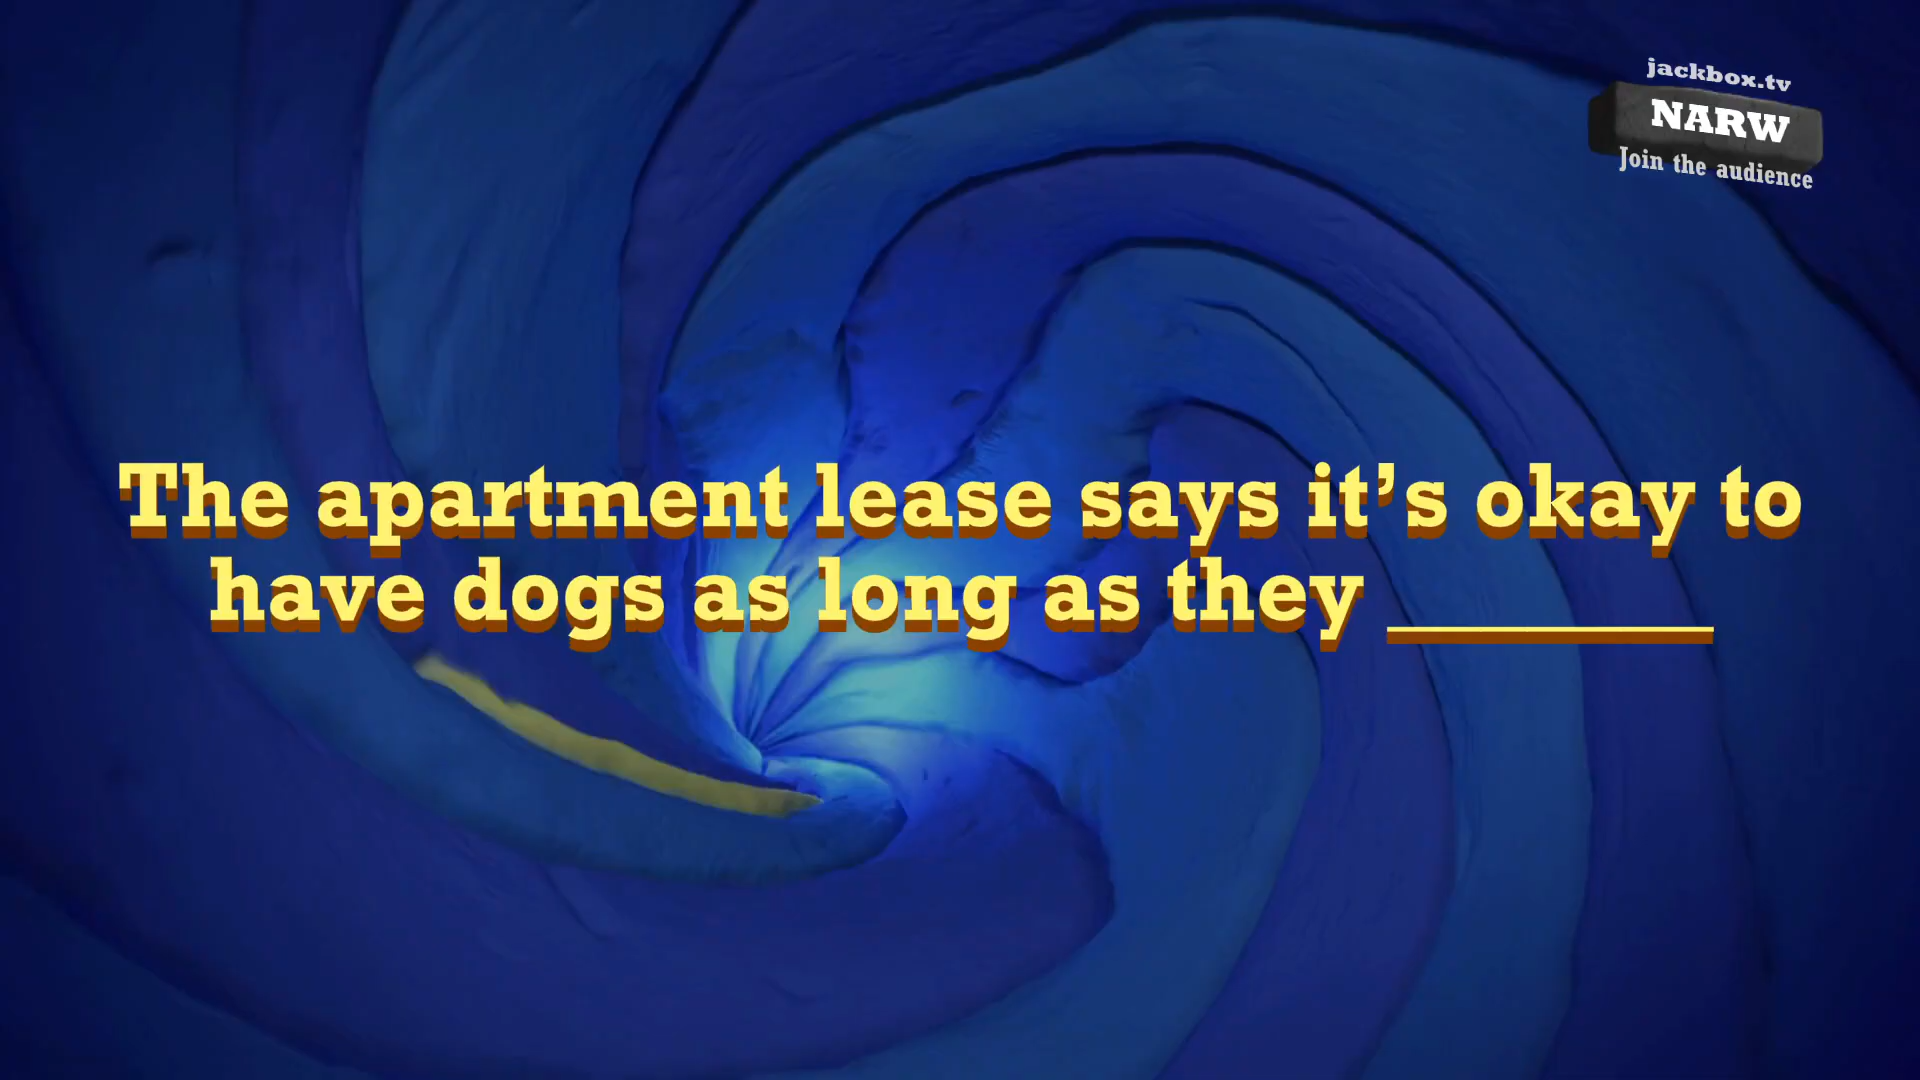 jackbox.tv
NARW
Join the audience
The apartment lease says it’s okay to
have dogs as long as they ________